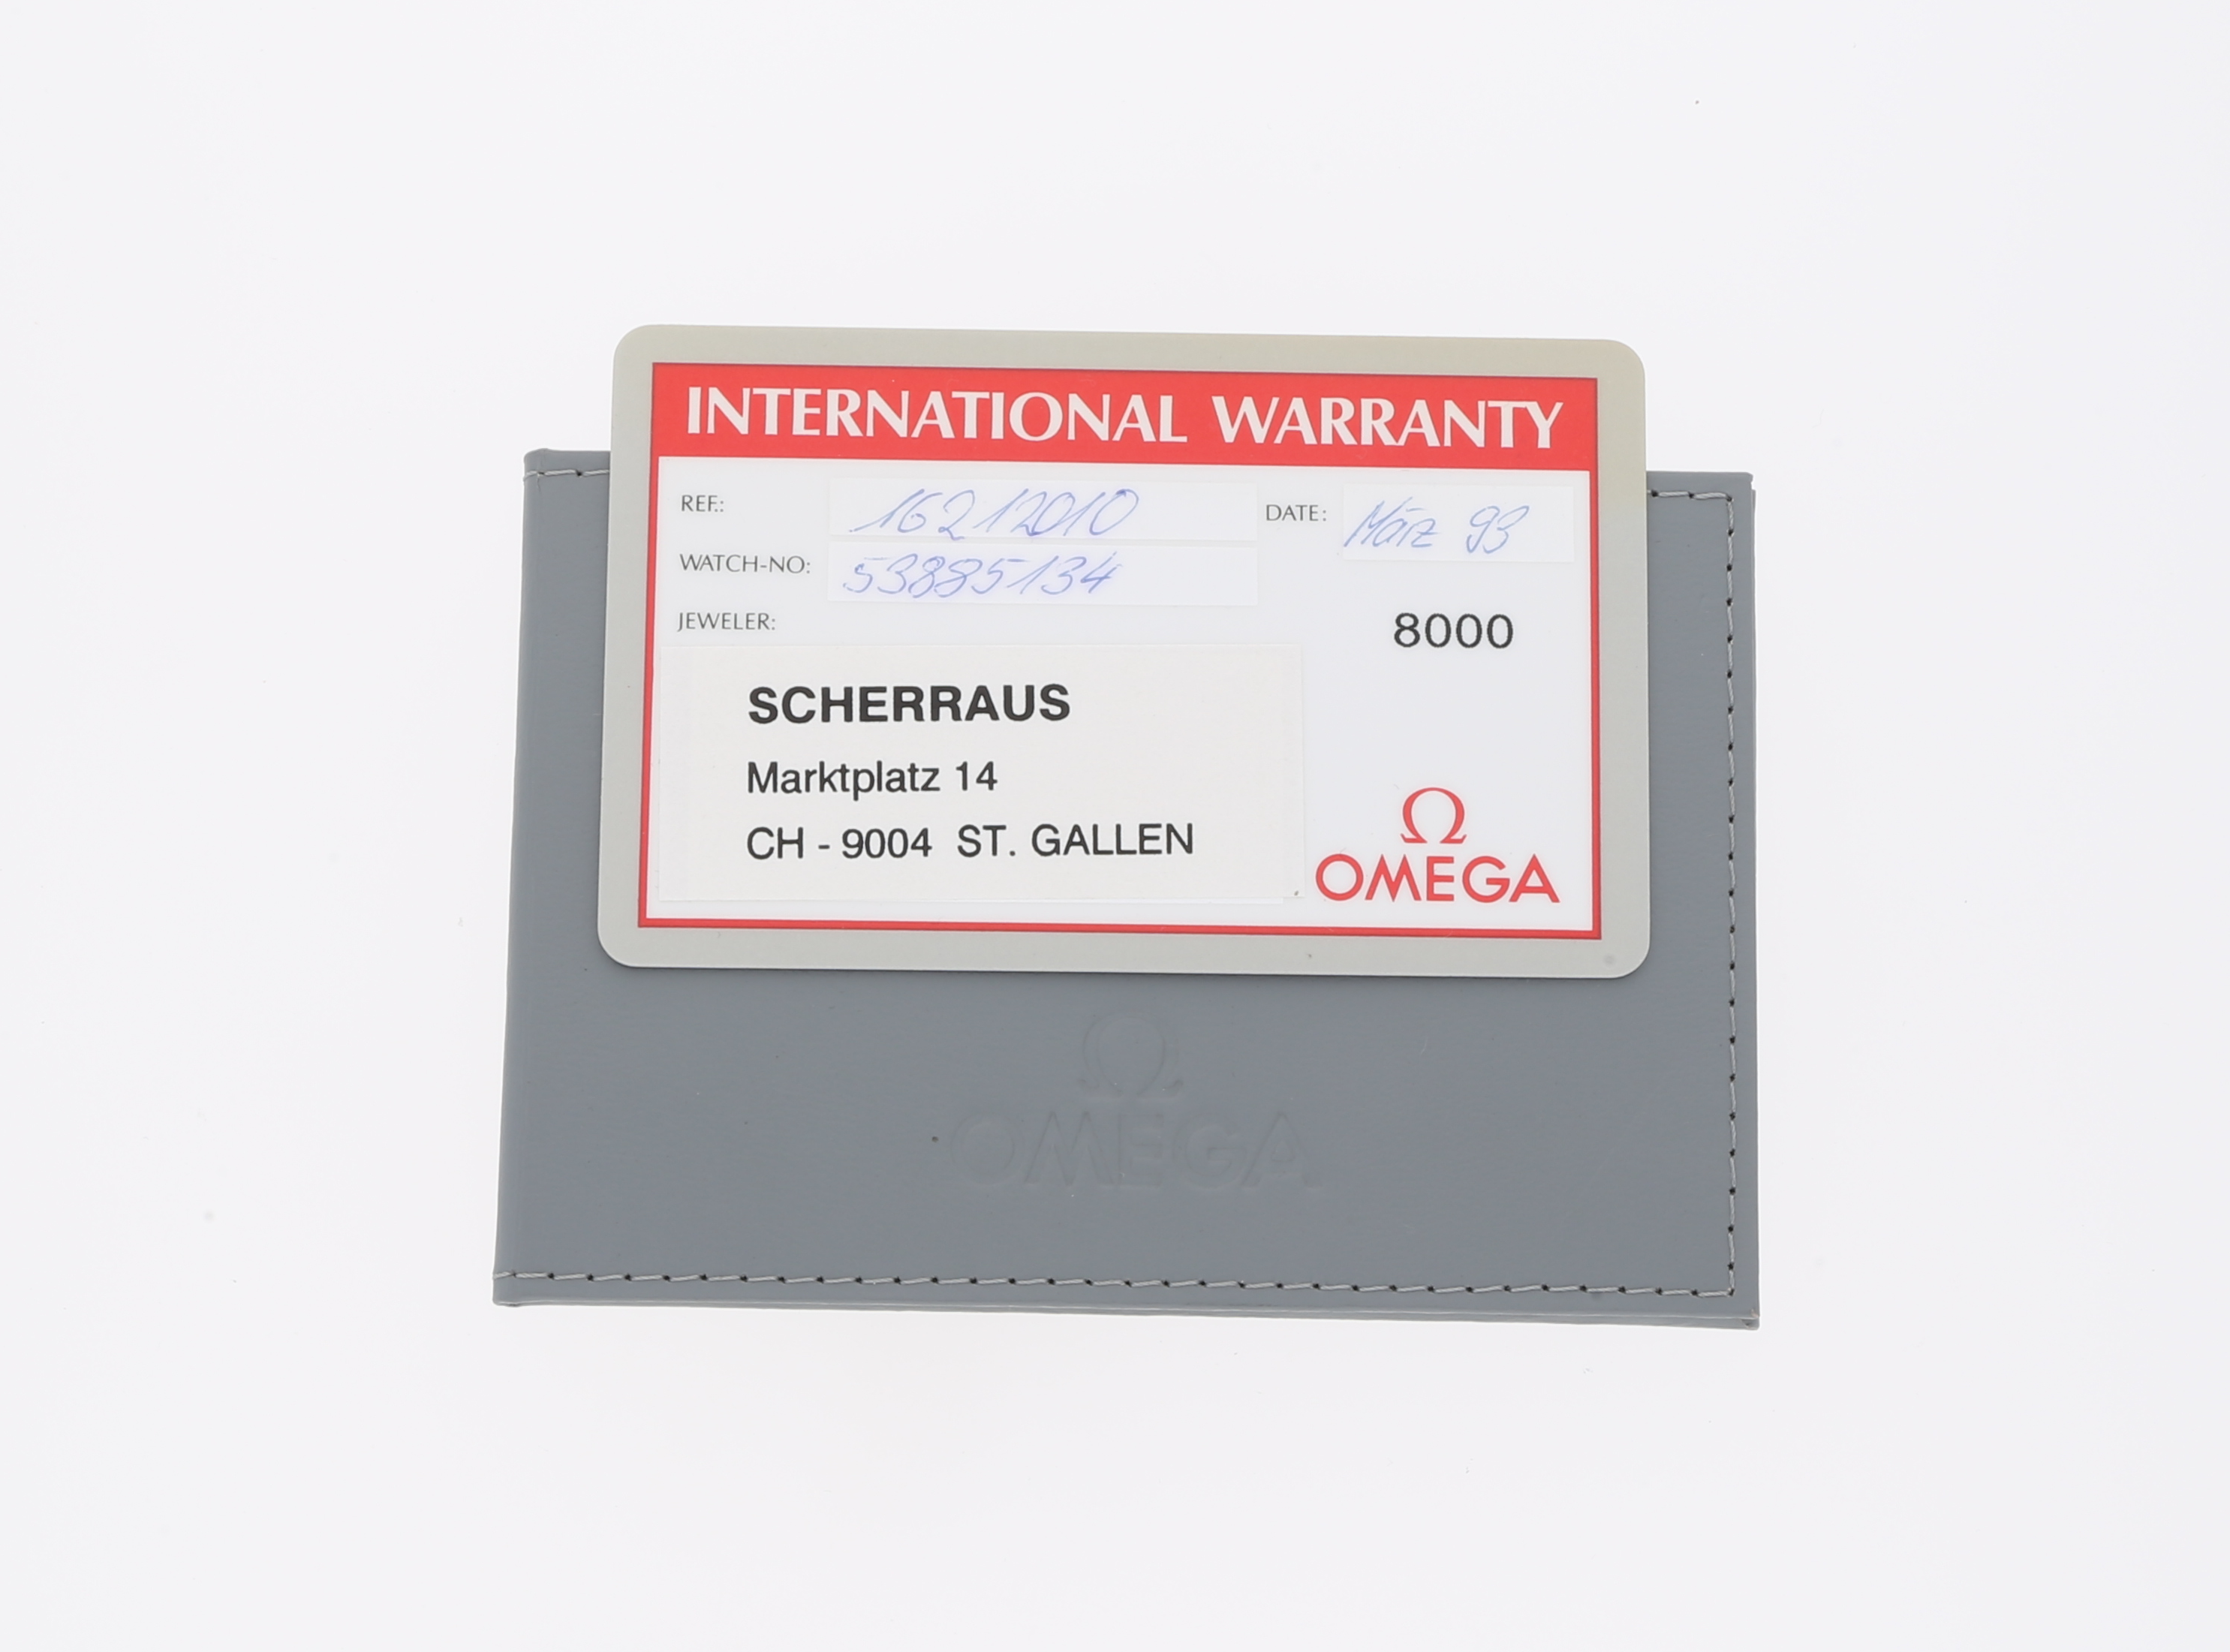 INTERNATIONAL WARRANTY
REF.: 16212010 DATE: März 93
WATCH-NO: 53885134
JEWELER:
8000
SCHERRAUS
Marktplatz 14
CH - 9004 ST. GALLEN
Ω
OMEGA
Ω
OMEGA